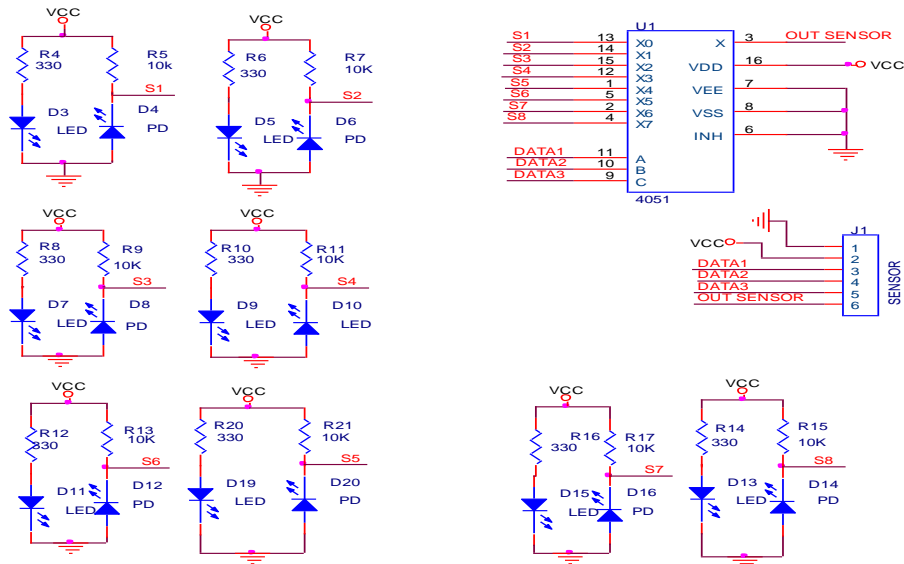 VCC
R4
330
R5
10k
S1
D3
LED
D4
PD
VCC
R6
330
R7
10K
S2
D5
LED
D6
PD
U1
S1 13 X0
S2 14 X1
S3 15 X2
S4 12 X3
S5 1 X4
S6 5 X5
S7 2 X6
S8 4 X7
DATA1 11 A
DATA2 10 B
DATA3 9 C
X 3 OUT SENSOR
VDD 16 VCC
VEE 7
VSS 8
INH 6
4051
VCC
R8
330
R9
10K
S3
D7
LED
D8
PD
VCC
R10
330
R11
10K
S4
D9
LED
D10
LED
J1
1
VCC 2
DATA1 3
DATA2 4
DATA3 5
OUT SENSOR 6
SENSOR
VCC
R12
330
R13
10K
S6
D11
LED
D12
PD
VCC
R20
330
R21
10K
S5
D19
LED
D20
PD
VCC
R16
330
R17
10K
S7
D15
LED
D16
PD
VCC
R14
330
R15
10K
S8
D13
LED
D14
PD